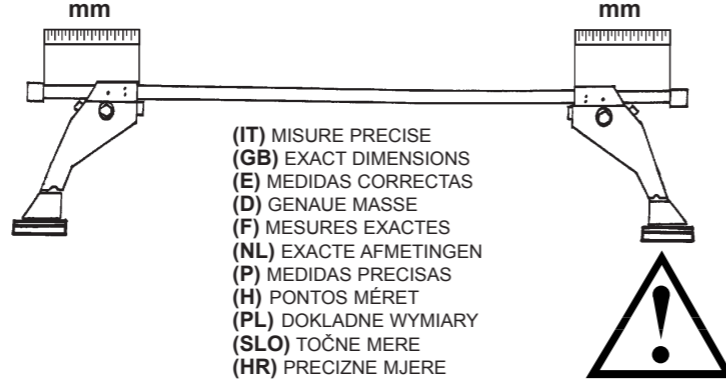 mm mm
(IT) MISURE PRECISE
(GB) EXACT DIMENSIONS
(E) MEDIDAS CORRECTAS
(D) GENAUE MASSE
(F) MESURES EXACTES
(NL) EXACTE AFMETINGEN
(P) MEDIDAS PRECISAS
(H) PONTOS MÉRET
(PL) DOKLADNE WYMIARY
(SLO) TOČNE MERE
(HR) PRECIZNE MJERE
!